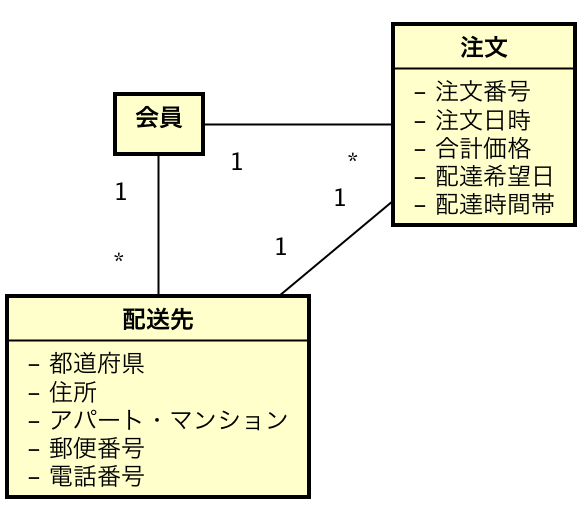 注文
– 注文番号
– 注文日時
– 合計価格
– 配達希望日
– 配達時間帯
会員
1
*
1
1
*
1
配送先
– 都道府県
– 住所
– アパート・マンション
– 郵便番号
– 電話番号